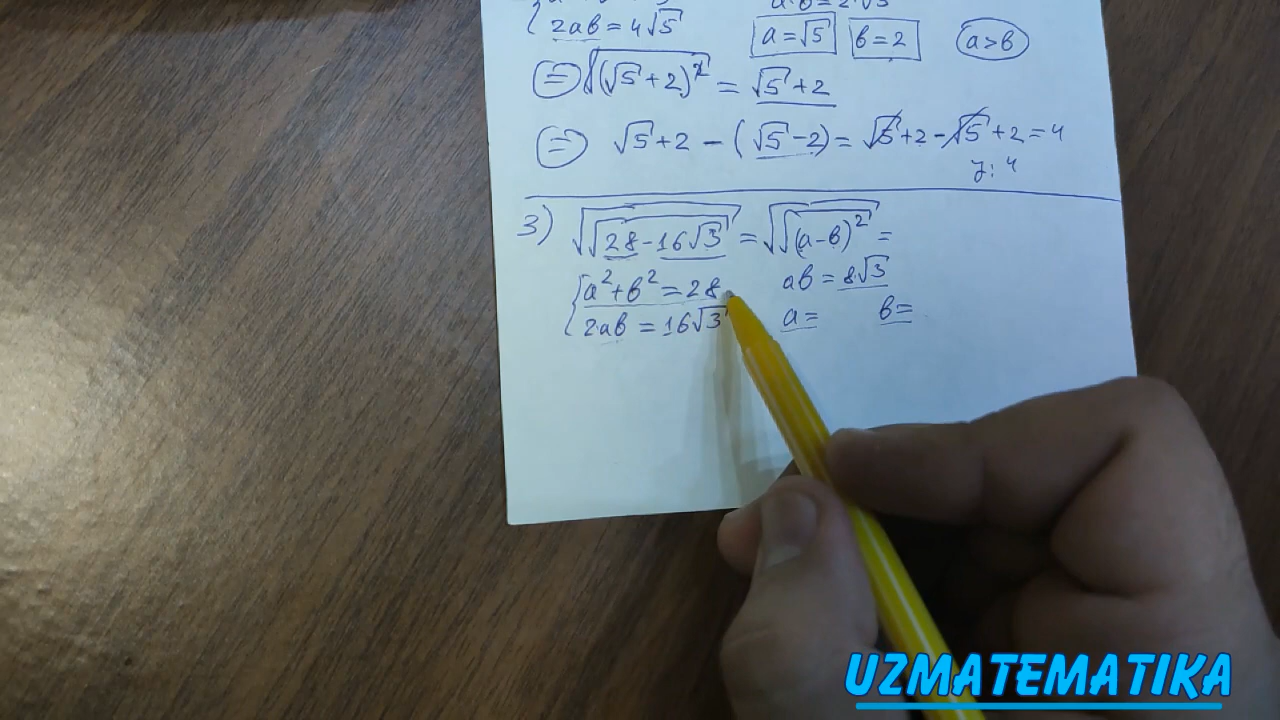 2ab = 4√5
a = √5 b = 2 a > b
= √(√5 + 2)² = √5 + 2
= √5 + 2 - (√5 - 2) = √5 + 2 - √5 + 2 = 4
J: 4
3) √√28 - 16√3 = √√(a - b)² =
a² + b² = 28 ab = 8√3
2ab = 16√3 a = b =
UZMATEMATIKA